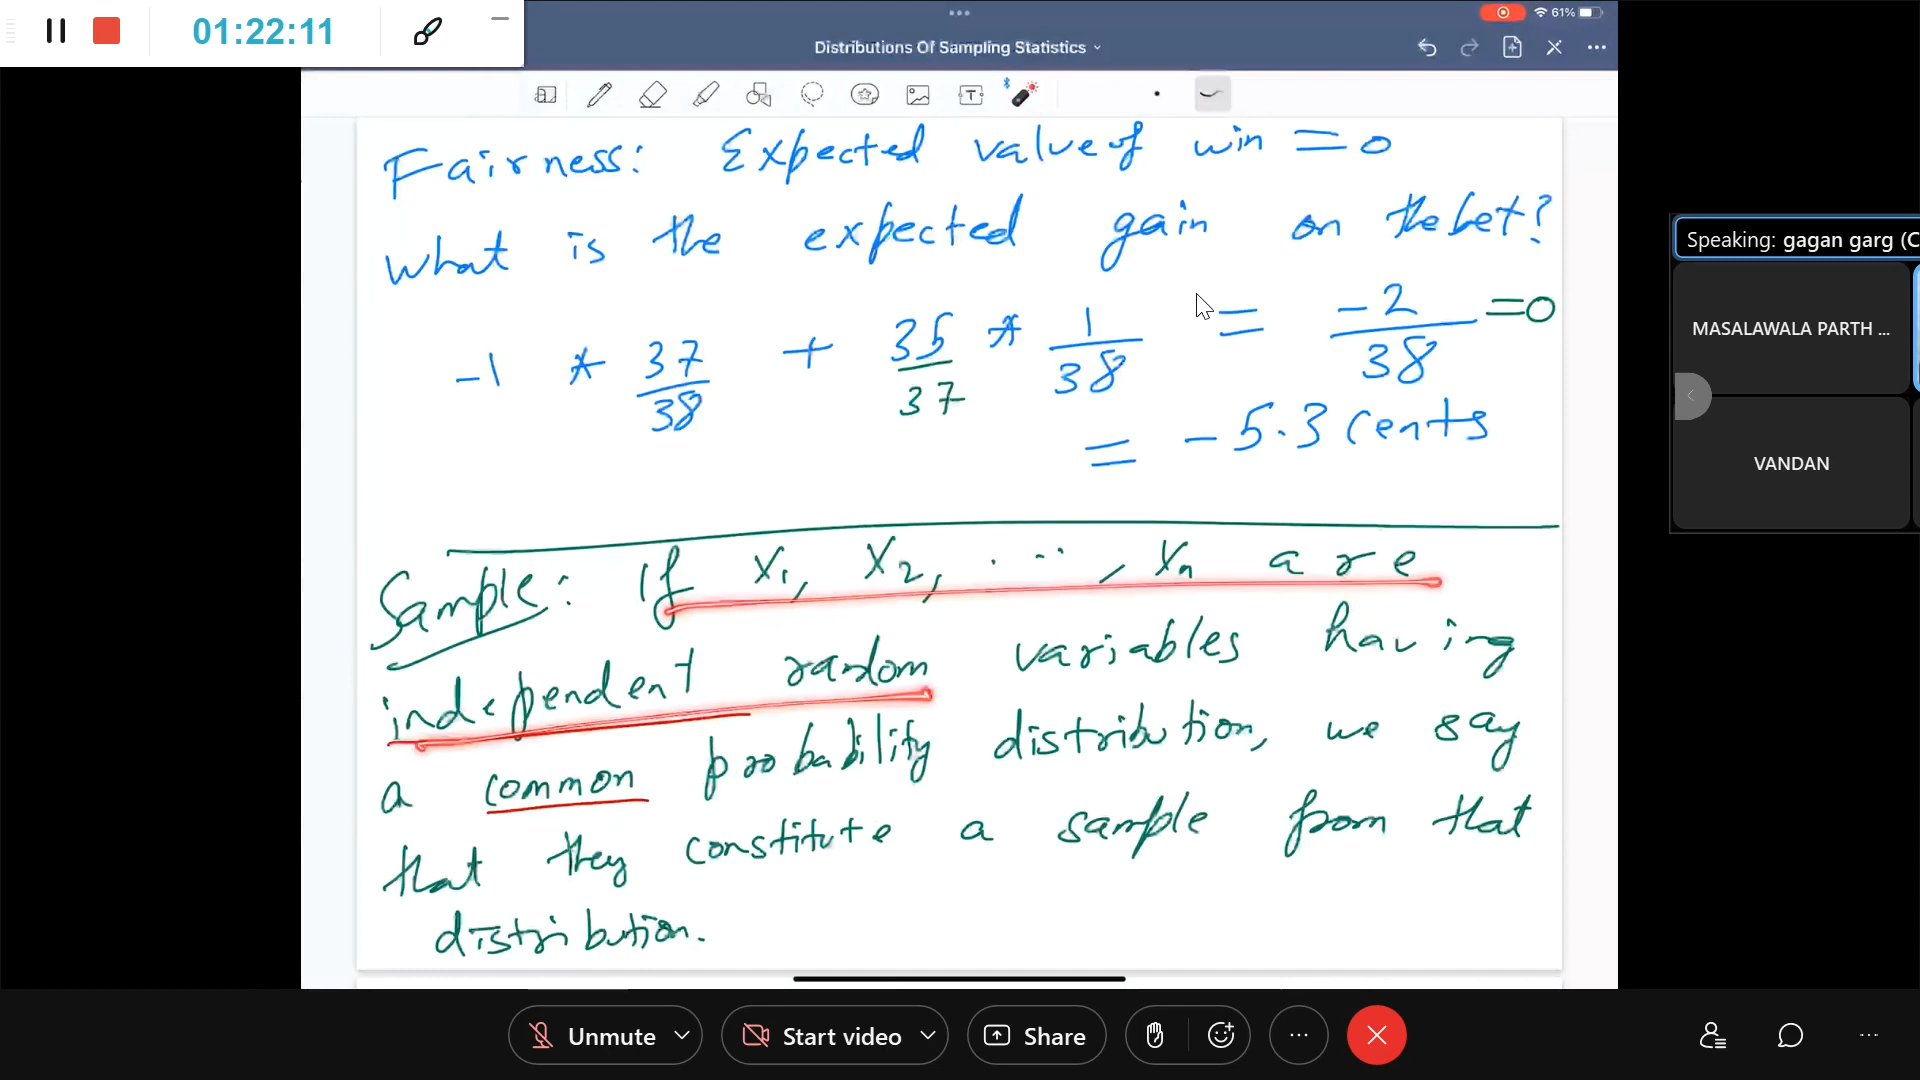 01:22:11
61%
Distributions Of Sampling Statistics
Fairness: Expected value of win = 0
What is the expected gain on the bet?
-1 * 37/38 + 35/37 * 1/38 = -2/38 = 0
= -5.3 cents
Sample: If X1, X2, ..., Xn are
independent random variables having
a common probability distribution, we say
that they constitute a sample from that
distribution.
Speaking: gagan garg (C
MASALAWALA PARTH ...
VANDAN
Unmute
Start video
Share